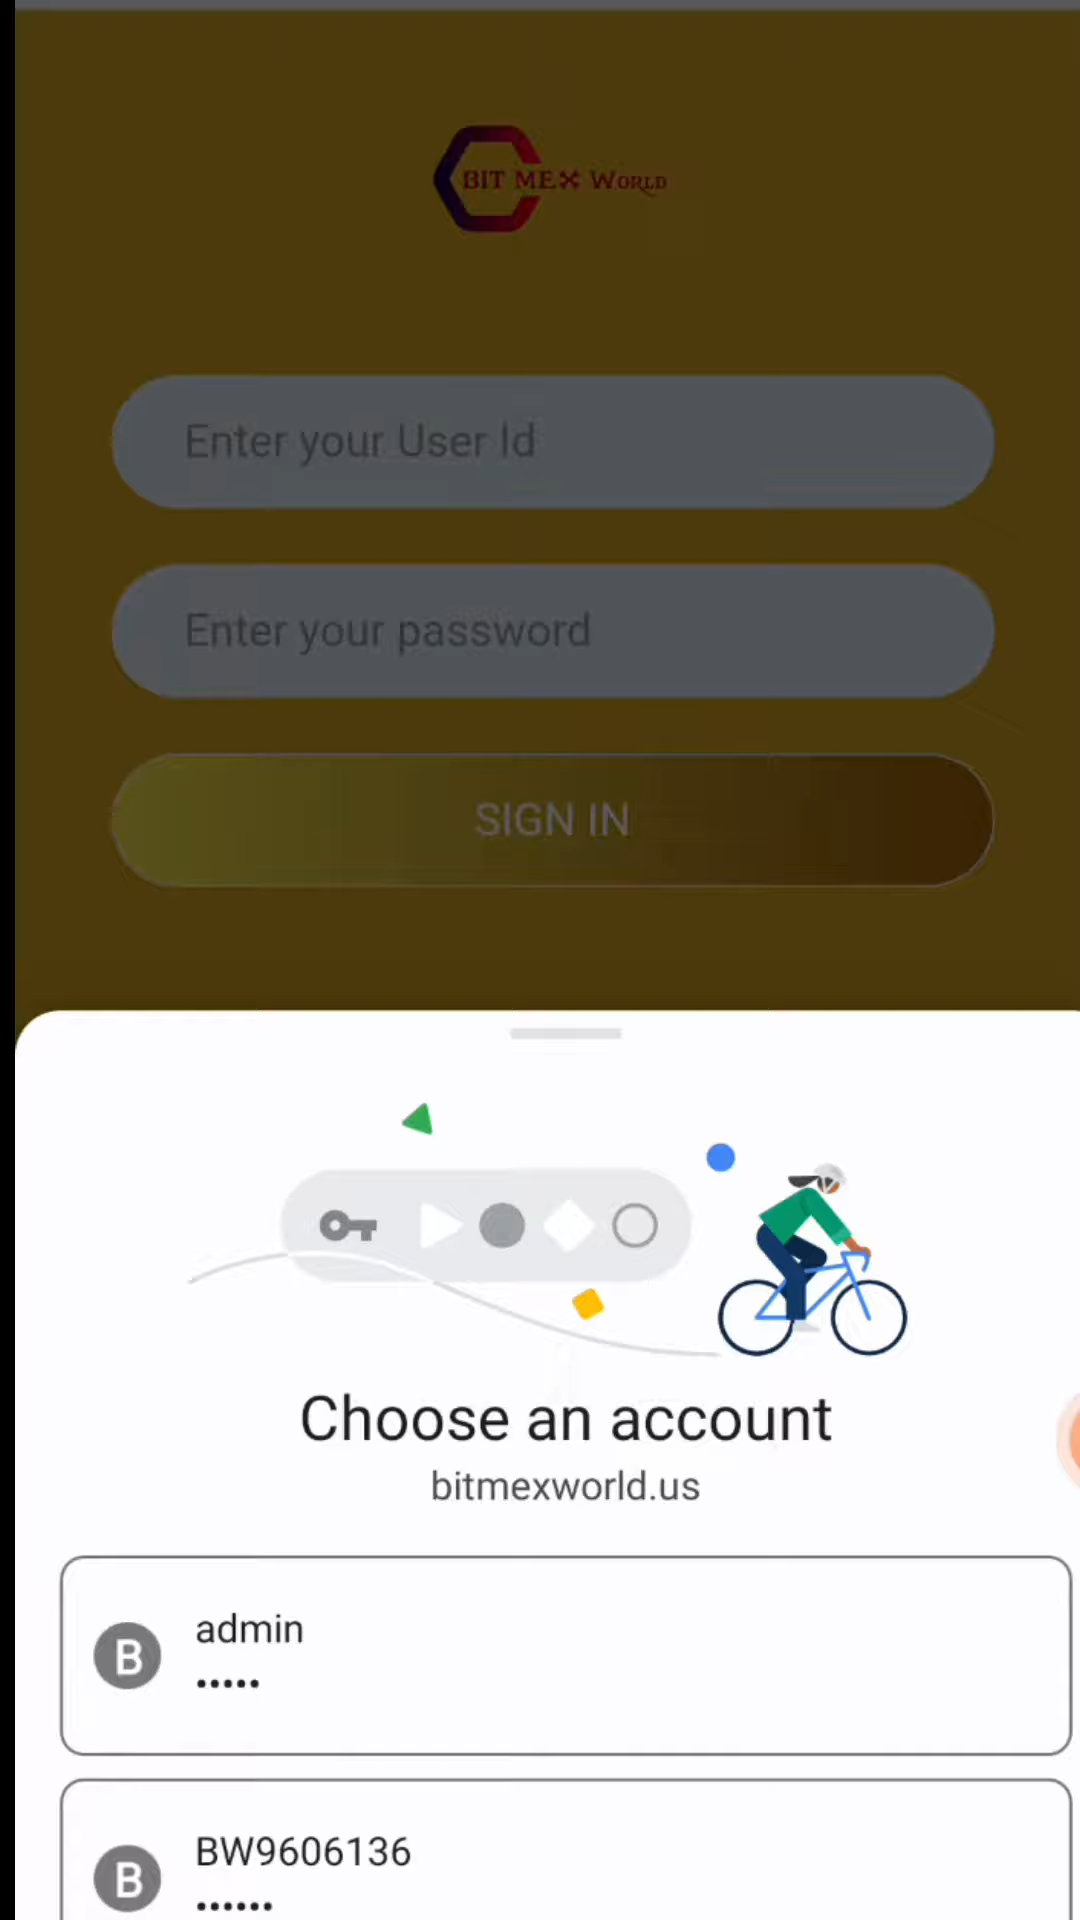 BIT MEX World
Enter your User Id
Enter your password
SIGN IN
Choose an account
bitmexworld.us
B
admin
•••••
B
BW9606136
••••••